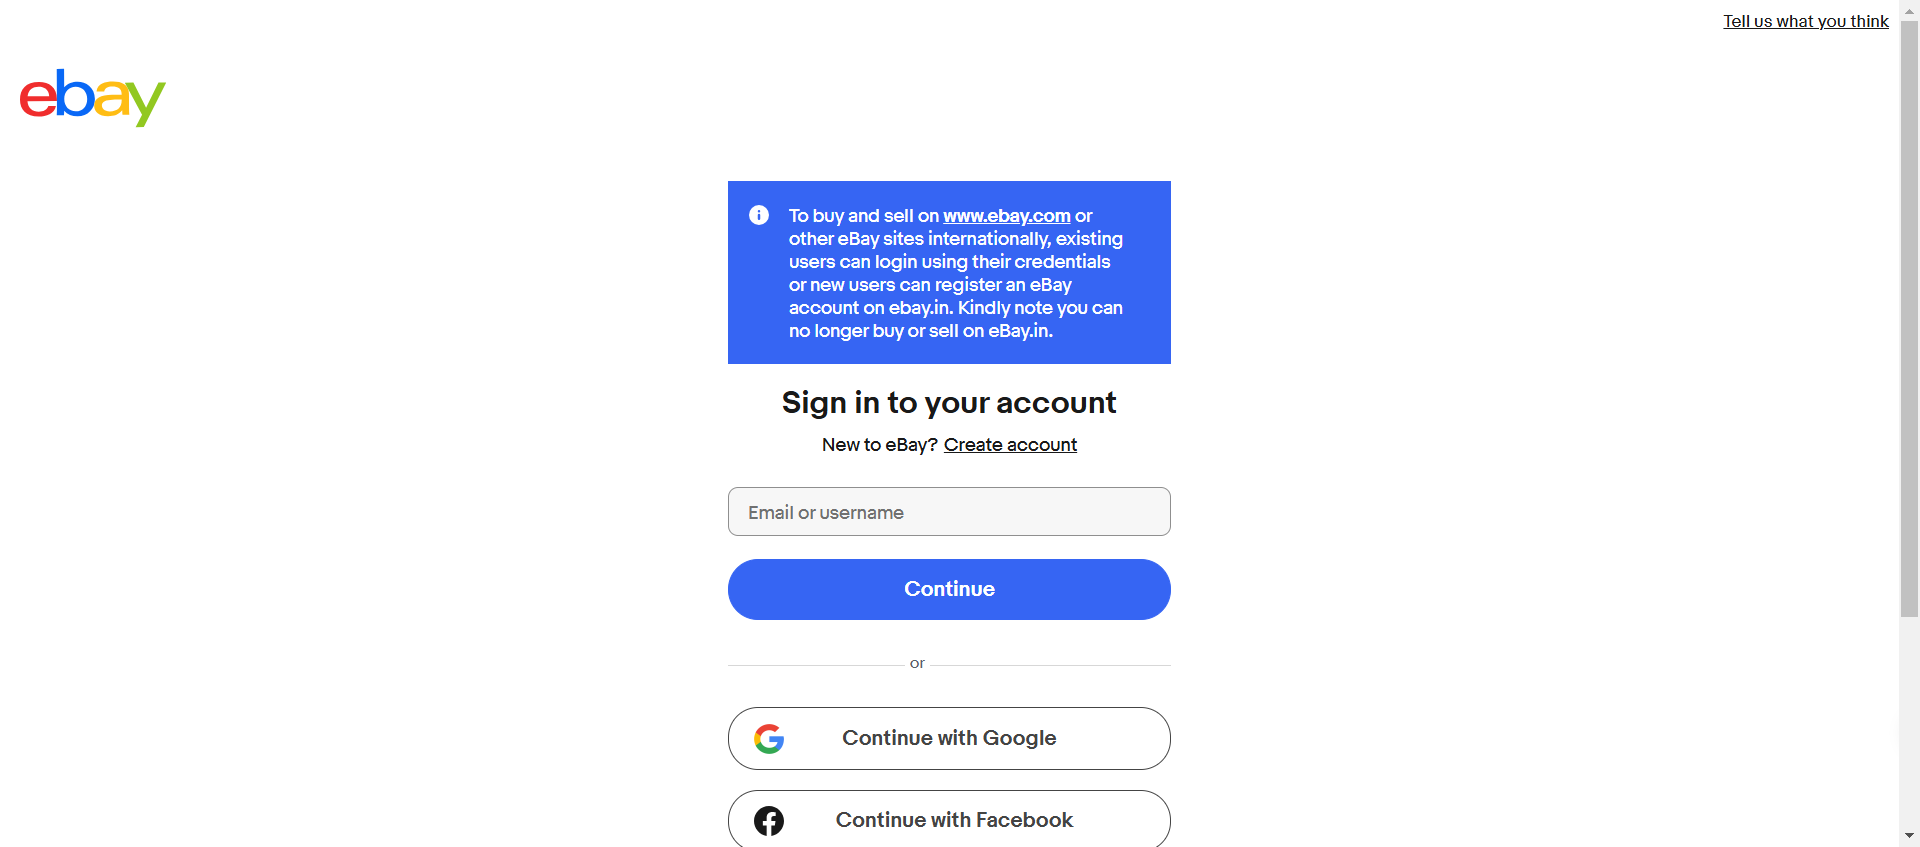 Tell us what you think
ebay
To buy and sell on www.ebay.com or
other eBay sites internationally, existing
users can login using their credentials
or new users can register an eBay
account on ebay.in. Kindly note you can
no longer buy or sell on eBay.in.
Sign in to your account
New to eBay? Create account
Email or username
Continue
or
Continue with Google
Continue with Facebook